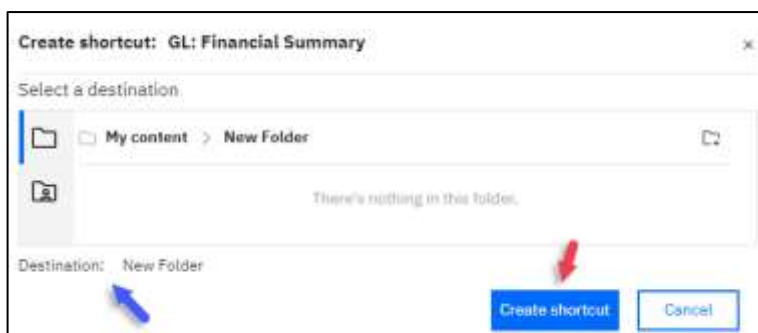 Create shortcut: GL: Financial Summary
Select a destination
My content > New Folder
There's nothing in this folder.
Destination: New Folder
Create shortcut Cancel